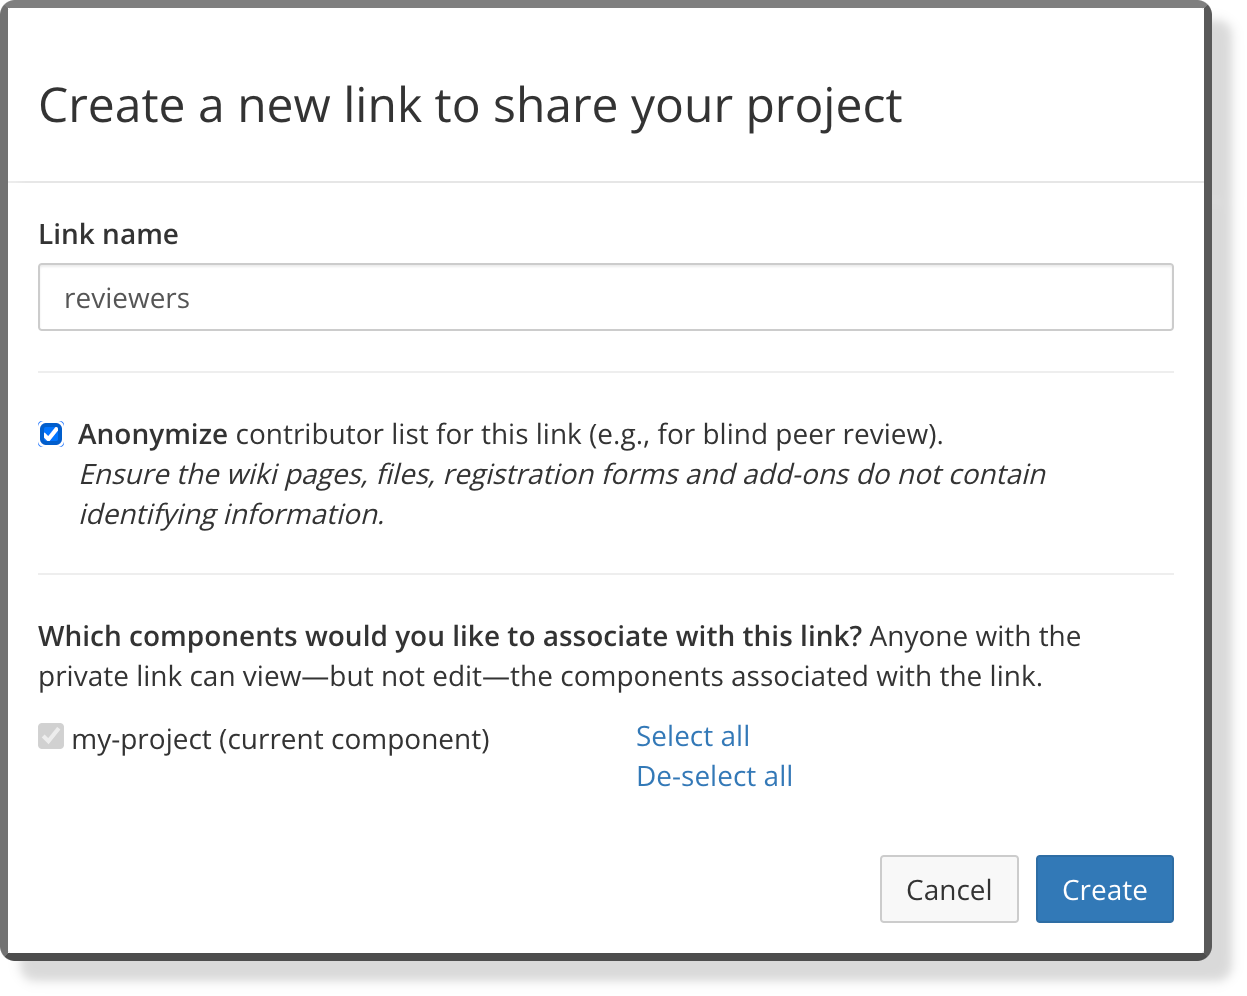 Create a new link to share your project
Link name
reviewers
Anonymize contributor list for this link (e.g., for blind peer review).
Ensure the wiki pages, files, registration forms and add-ons do not contain
identifying information.
Which components would you like to associate with this link? Anyone with the
private link can view—but not edit—the components associated with the link.
my-project (current component)
Select all
De-select all
Cancel
Create